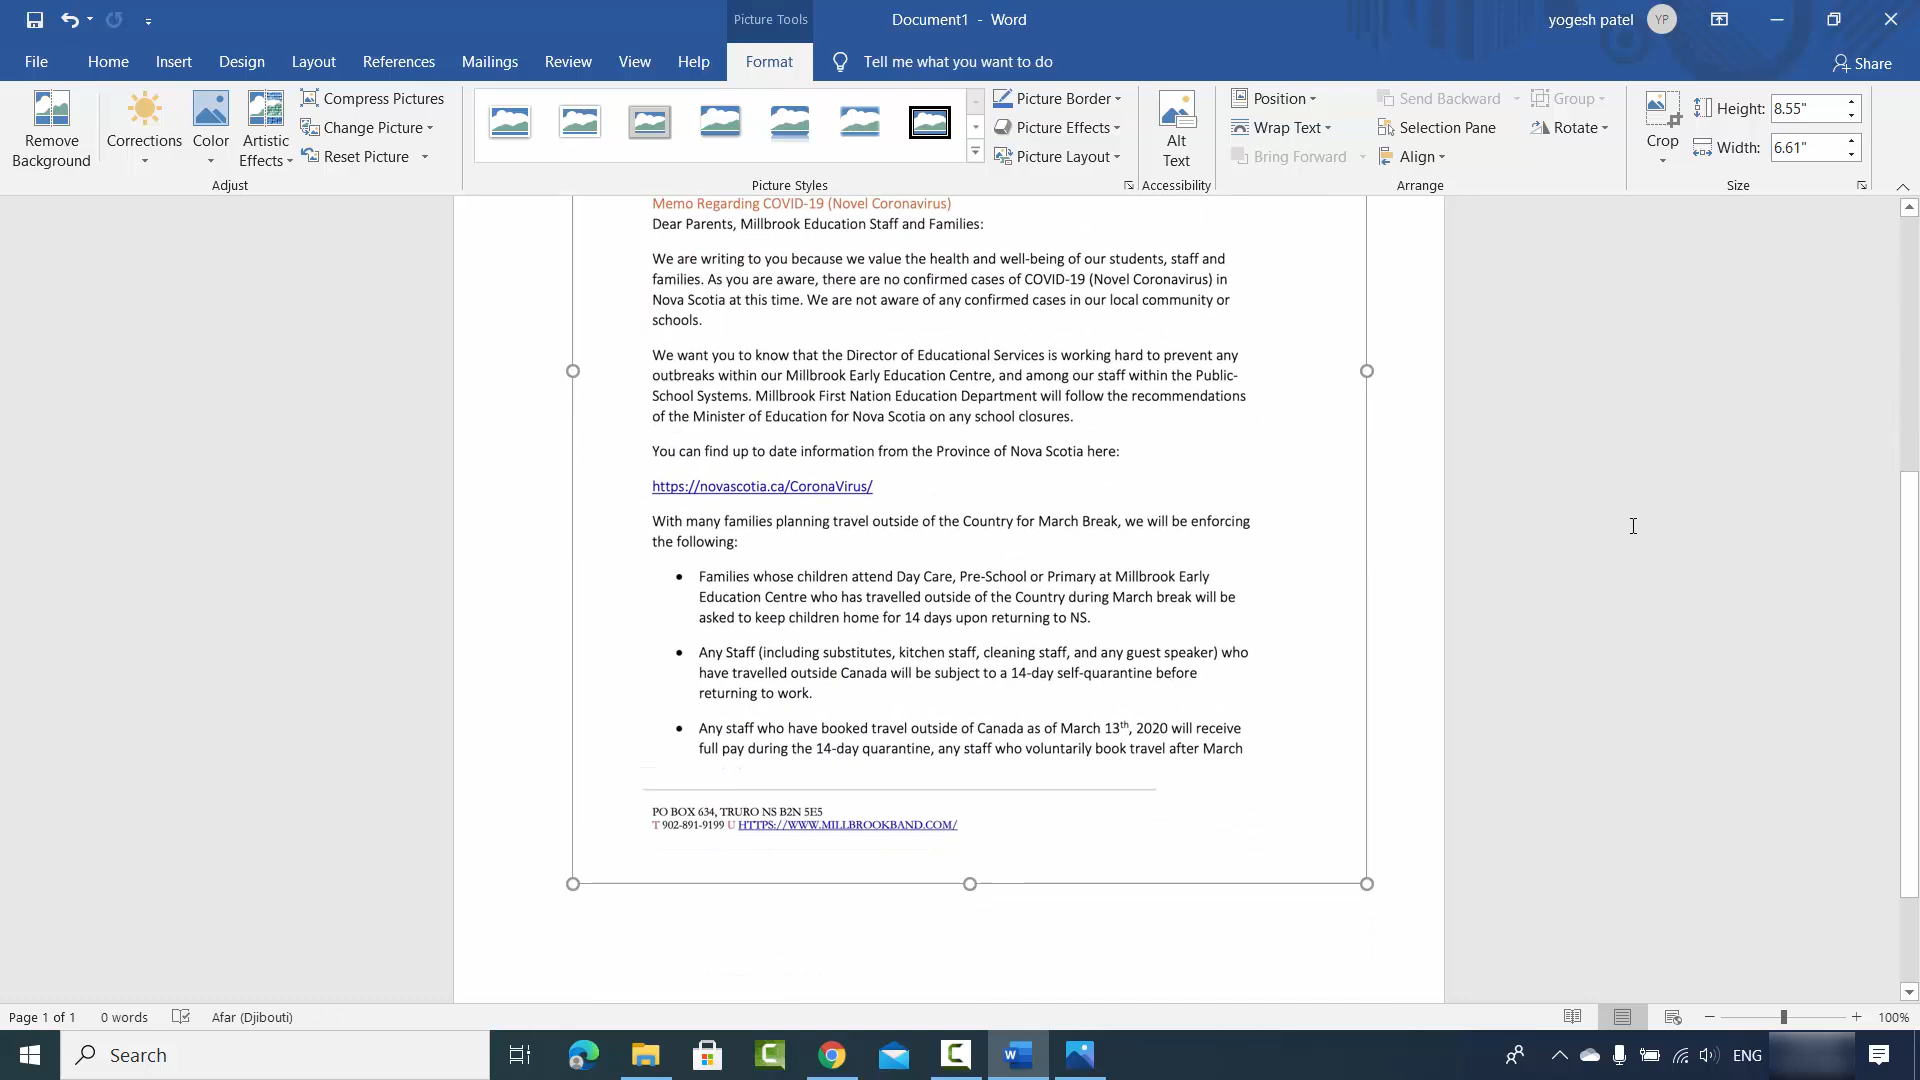 Picture Tools
Document1 - Word
yogesh patel
YP
File
Home
Insert
Design
Layout
References
Mailings
Review
View
Help
Format
Tell me what you want to do
Share
Remove Background
Corrections
Color
Artistic Effects
Compress Pictures
Change Picture
Reset Picture
Adjust
Picture Styles
Picture Border
Picture Effects
Picture Layout
Alt Text
Accessibility
Position
Wrap Text
Bring Forward
Send Backward
Selection Pane
Align
Group
Rotate
Arrange
Crop
Height: 8.55"
Width: 6.61"
Size
Memo Regarding COVID-19 (Novel Coronavirus)
Dear Parents, Millbrook Education Staff and Families:
We are writing to you because we value the health and well-being of our students, staff and
families. As you are aware, there are no confirmed cases of COVID-19 (Novel Coronavirus) in
Nova Scotia at this time. We are not aware of any confirmed cases in our local community or
schools.
We want you to know that the Director of Educational Services is working hard to prevent any
outbreaks within our Millbrook Early Education Centre, and among our staff within the Public-
School Systems. Millbrook First Nation Education Department will follow the recommendations
of the Minister of Education for Nova Scotia on any school closures.
You can find up to date information from the Province of Nova Scotia here:
https://novascotia.ca/CoronaVirus/
With many families planning travel outside of the Country for March Break, we will be enforcing
the following:
• Families whose children attend Day Care, Pre-School or Primary at Millbrook Early
Education Centre who has travelled outside of the Country during March break will be
asked to keep children home for 14 days upon returning to NS.
• Any Staff (including substitutes, kitchen staff, cleaning staff, and any guest speaker) who
have travelled outside Canada will be subject to a 14-day self-quarantine before
returning to work.
• Any staff who have booked travel outside of Canada as of March 13th, 2020 will receive
full pay during the 14-day quarantine, any staff who voluntarily book travel after March
PO BOX 634, TRURO NS B2N 5E5
T 902-891-9199 U HTTPS://WWW.MILLBROOKBAND.COM/
Page 1 of 1
0 words
Afar (Djibouti)
100%
Search
ENG